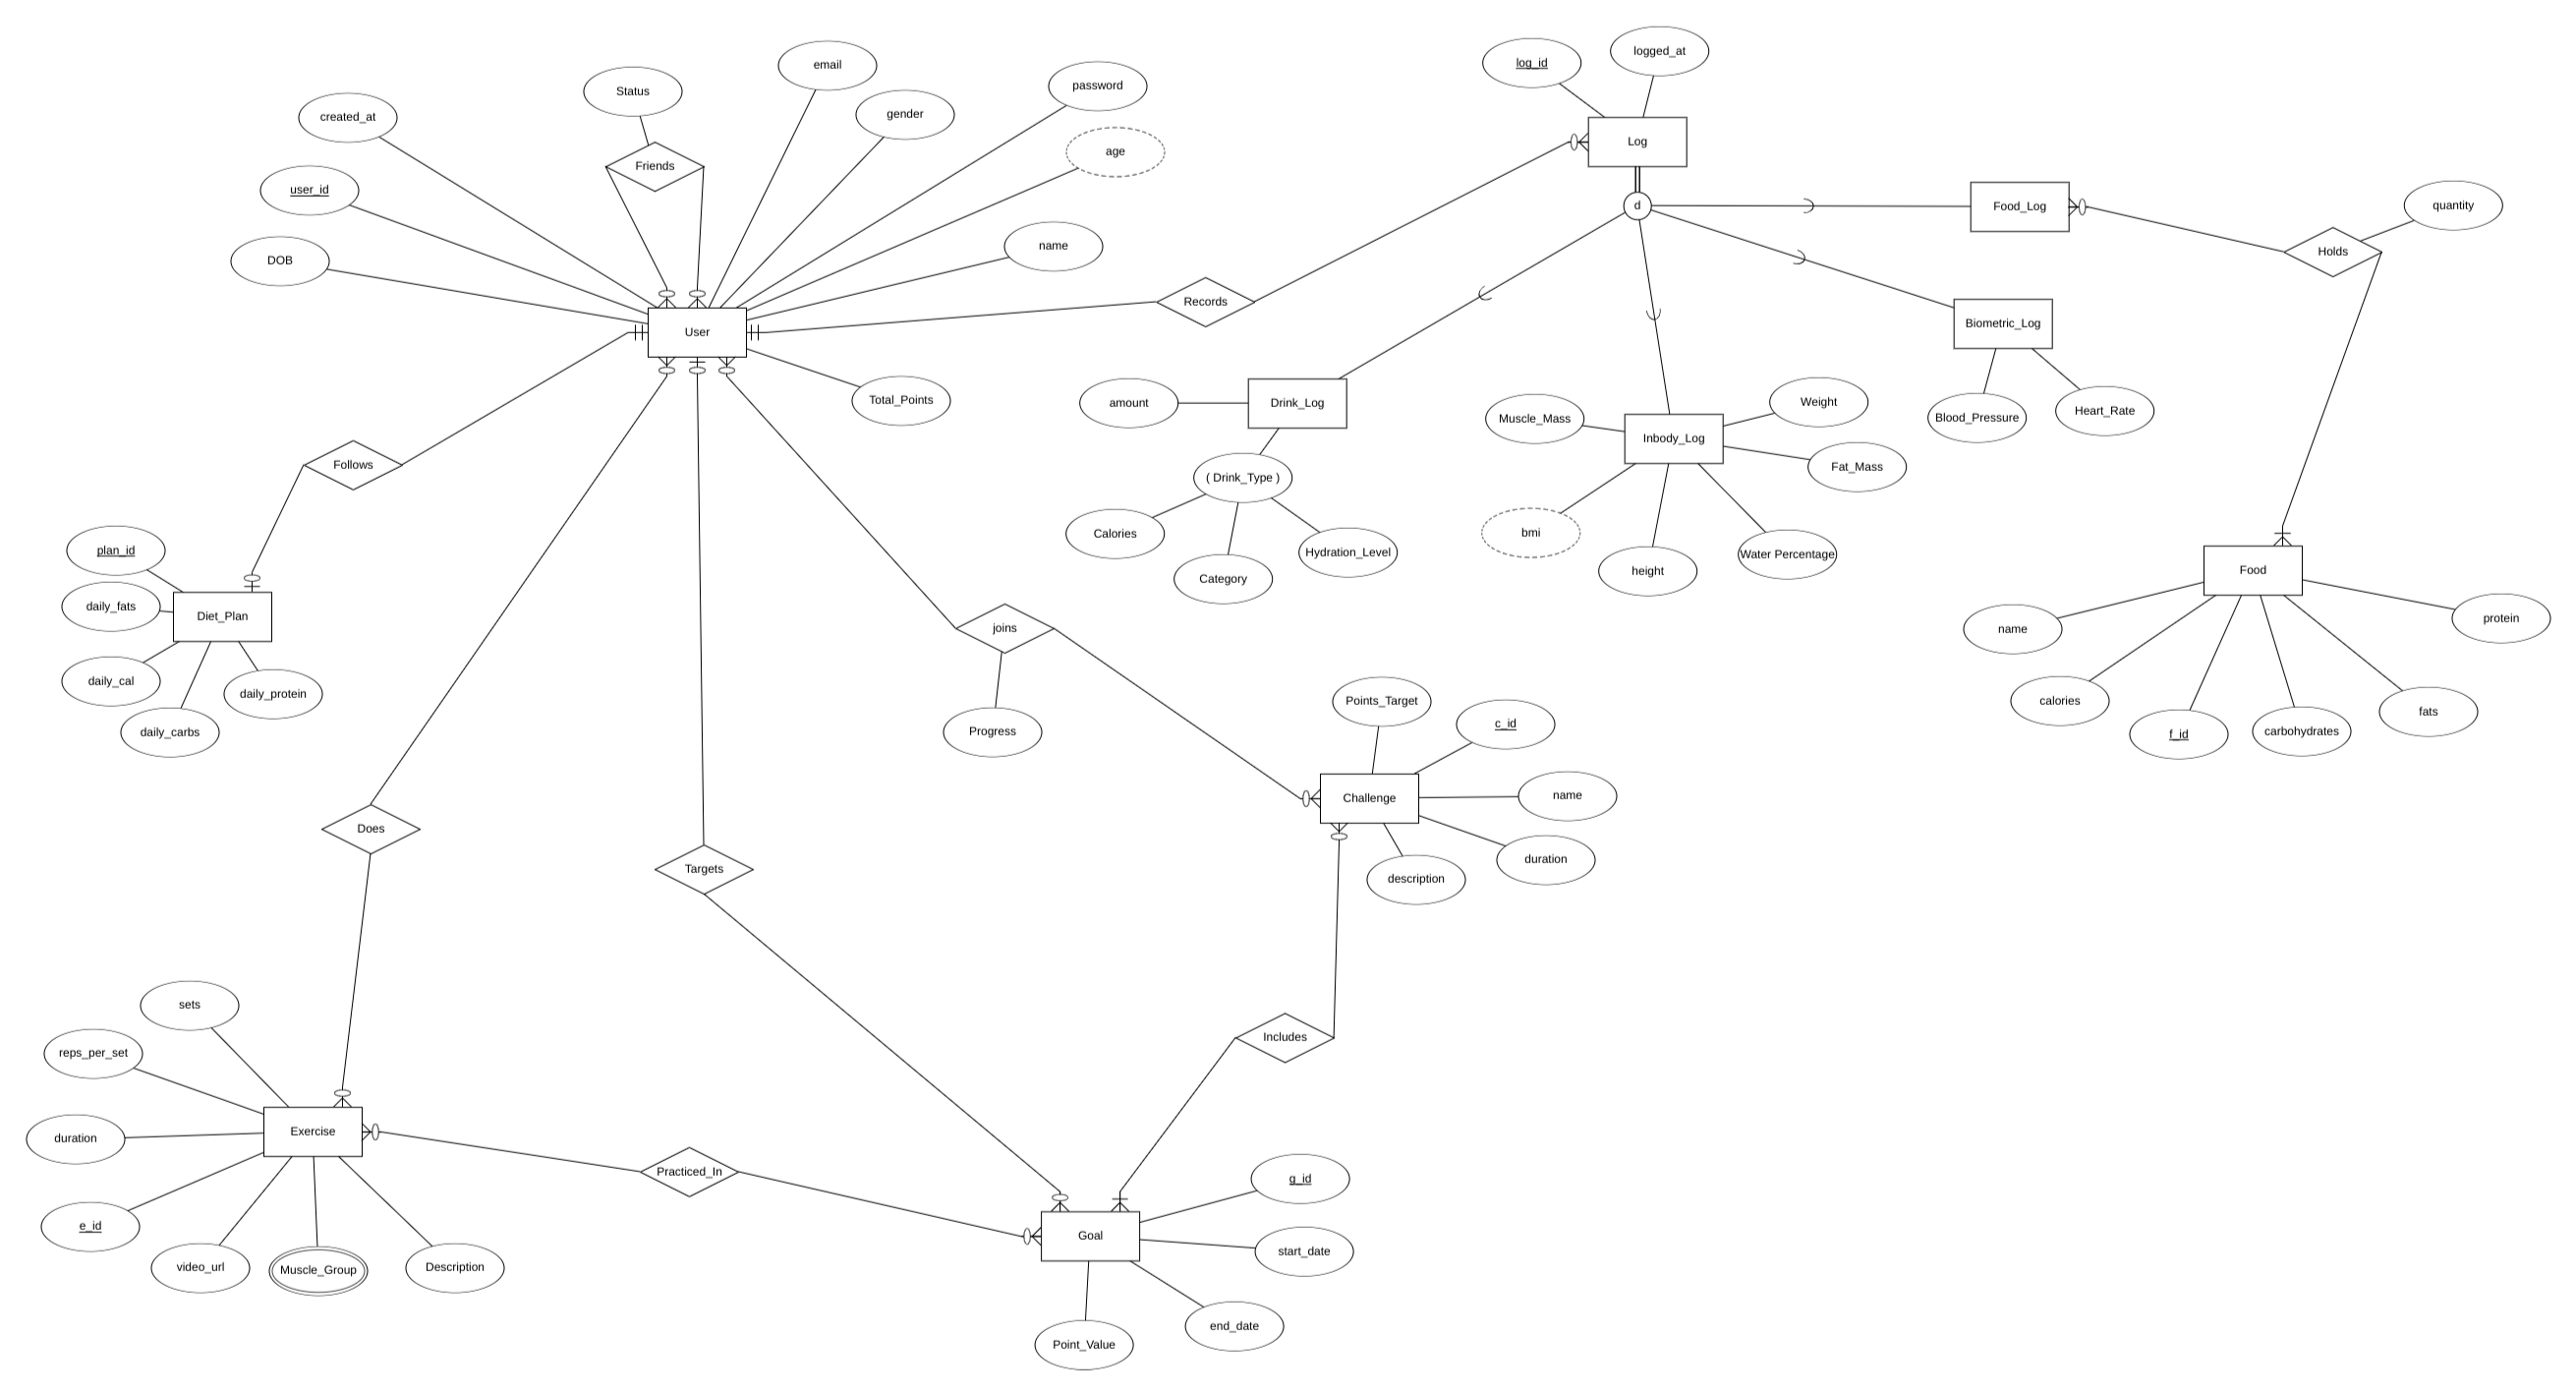 log_id
logged_at
email
Status
password
gender
created_at
Log
age
Friends
user_id
d
Food_Log
quantity
name
Holds
DOB
Records
Biometric_Log
User
Total_Points
amount
Drink_Log
Weight
Muscle_Mass
Blood_Pressure
Heart_Rate
Inbody_Log
Follows
Fat_Mass
( Drink_Type )
Calories
bmi
Hydration_Level
Water Percentage
plan_id
height
Category
Food
daily_fats
Diet_Plan
joins
name
protein
daily_cal
daily_protein
Points_Target
calories
c_id
fats
Progress
daily_carbs
f_id
carbohydrates
Challenge
name
Does
Targets
duration
description
sets
Includes
reps_per_set
Exercise
duration
Practiced_In
g_id
e_id
Goal
start_date
video_url
Muscle_Group
Description
end_date
Point_Value